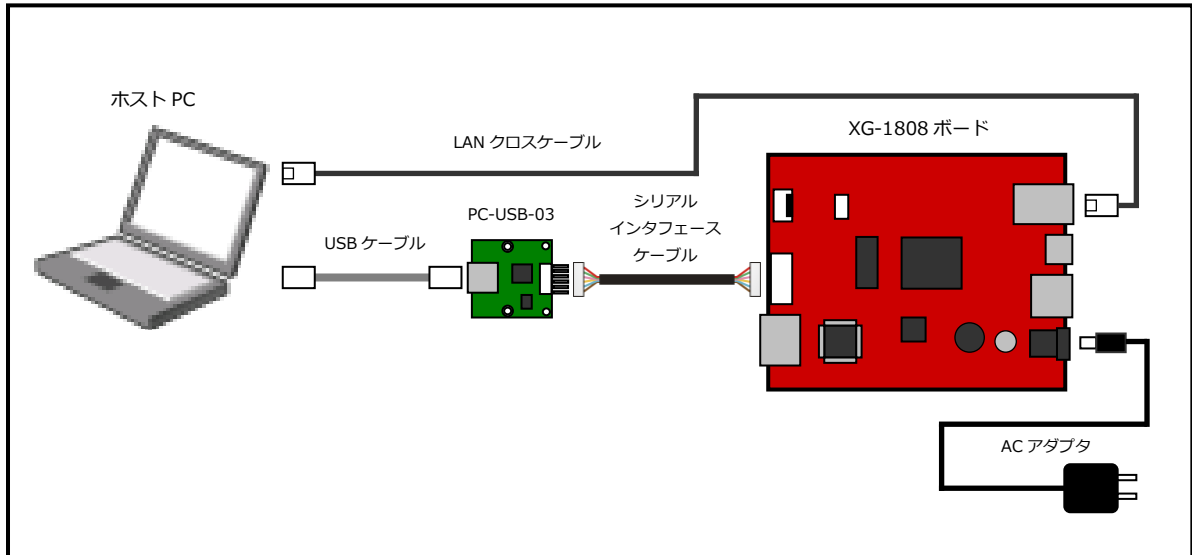 ホスト PC
LAN クロスケーブル
XG-1808 ボード
PC-USB-03
シリアル
インタフェース
ケーブル
USB ケーブル
AC アダプタ